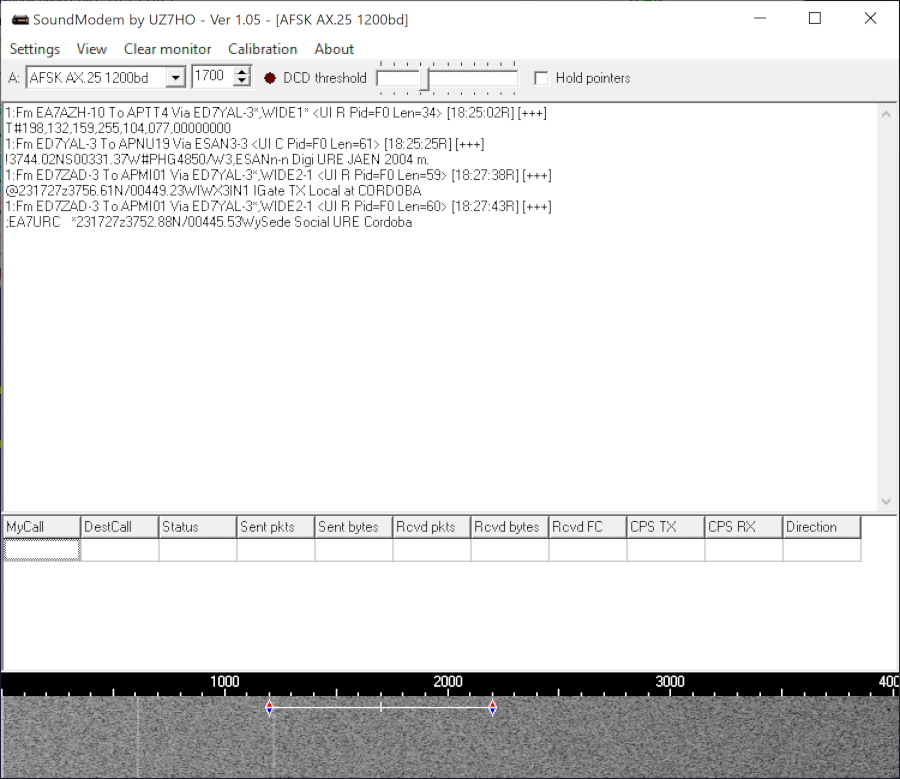 SoundModem by UZ7HO - Ver 1.05 - [AFSK AX.25 1200bd]
Settings View Clear monitor Calibration About
A: AFSK AX.25 1200bd 1700 DCD threshold Hold pointers
1:Fm EA7AZH-10 To APTT4 Via ED7YAL-3*,WIDE1* <UI R Pid=F0 Len=34> [18:25:02R] [+++]
T#198,132,159,255,104,077,00000000
1:Fm ED7YAL-3 To APNU19 Via ESAN3-3 <UI C Pid=F0 Len=61> [18:25:25R] [+++]
!3744.02NS00331.37W#PHG4850/W3,ESANn-n Digi URE JAEN 2004 m.
1:Fm ED7ZAD-3 To APMI01 Via ED7YAL-3*,WIDE2-1 <UI R Pid=F0 Len=59> [18:27:38R] [+++]
@231727z3756.61N/00449.23WIWX3IN1 IGate TX Local at CORDOBA
1:Fm ED7ZAD-3 To APMI01 Via ED7YAL-3*,WIDE2-1 <UI R Pid=F0 Len=60> [18:27:43R] [+++]
;EA7URC   *231727z3752.88N/00445.53WySede Social URE Cordoba
MyCall DestCall Status Sent pkts Sent bytes Rcvd pkts Rcvd bytes Rcvd FC CPS TX CPS RX Direction
1000 2000 3000 400